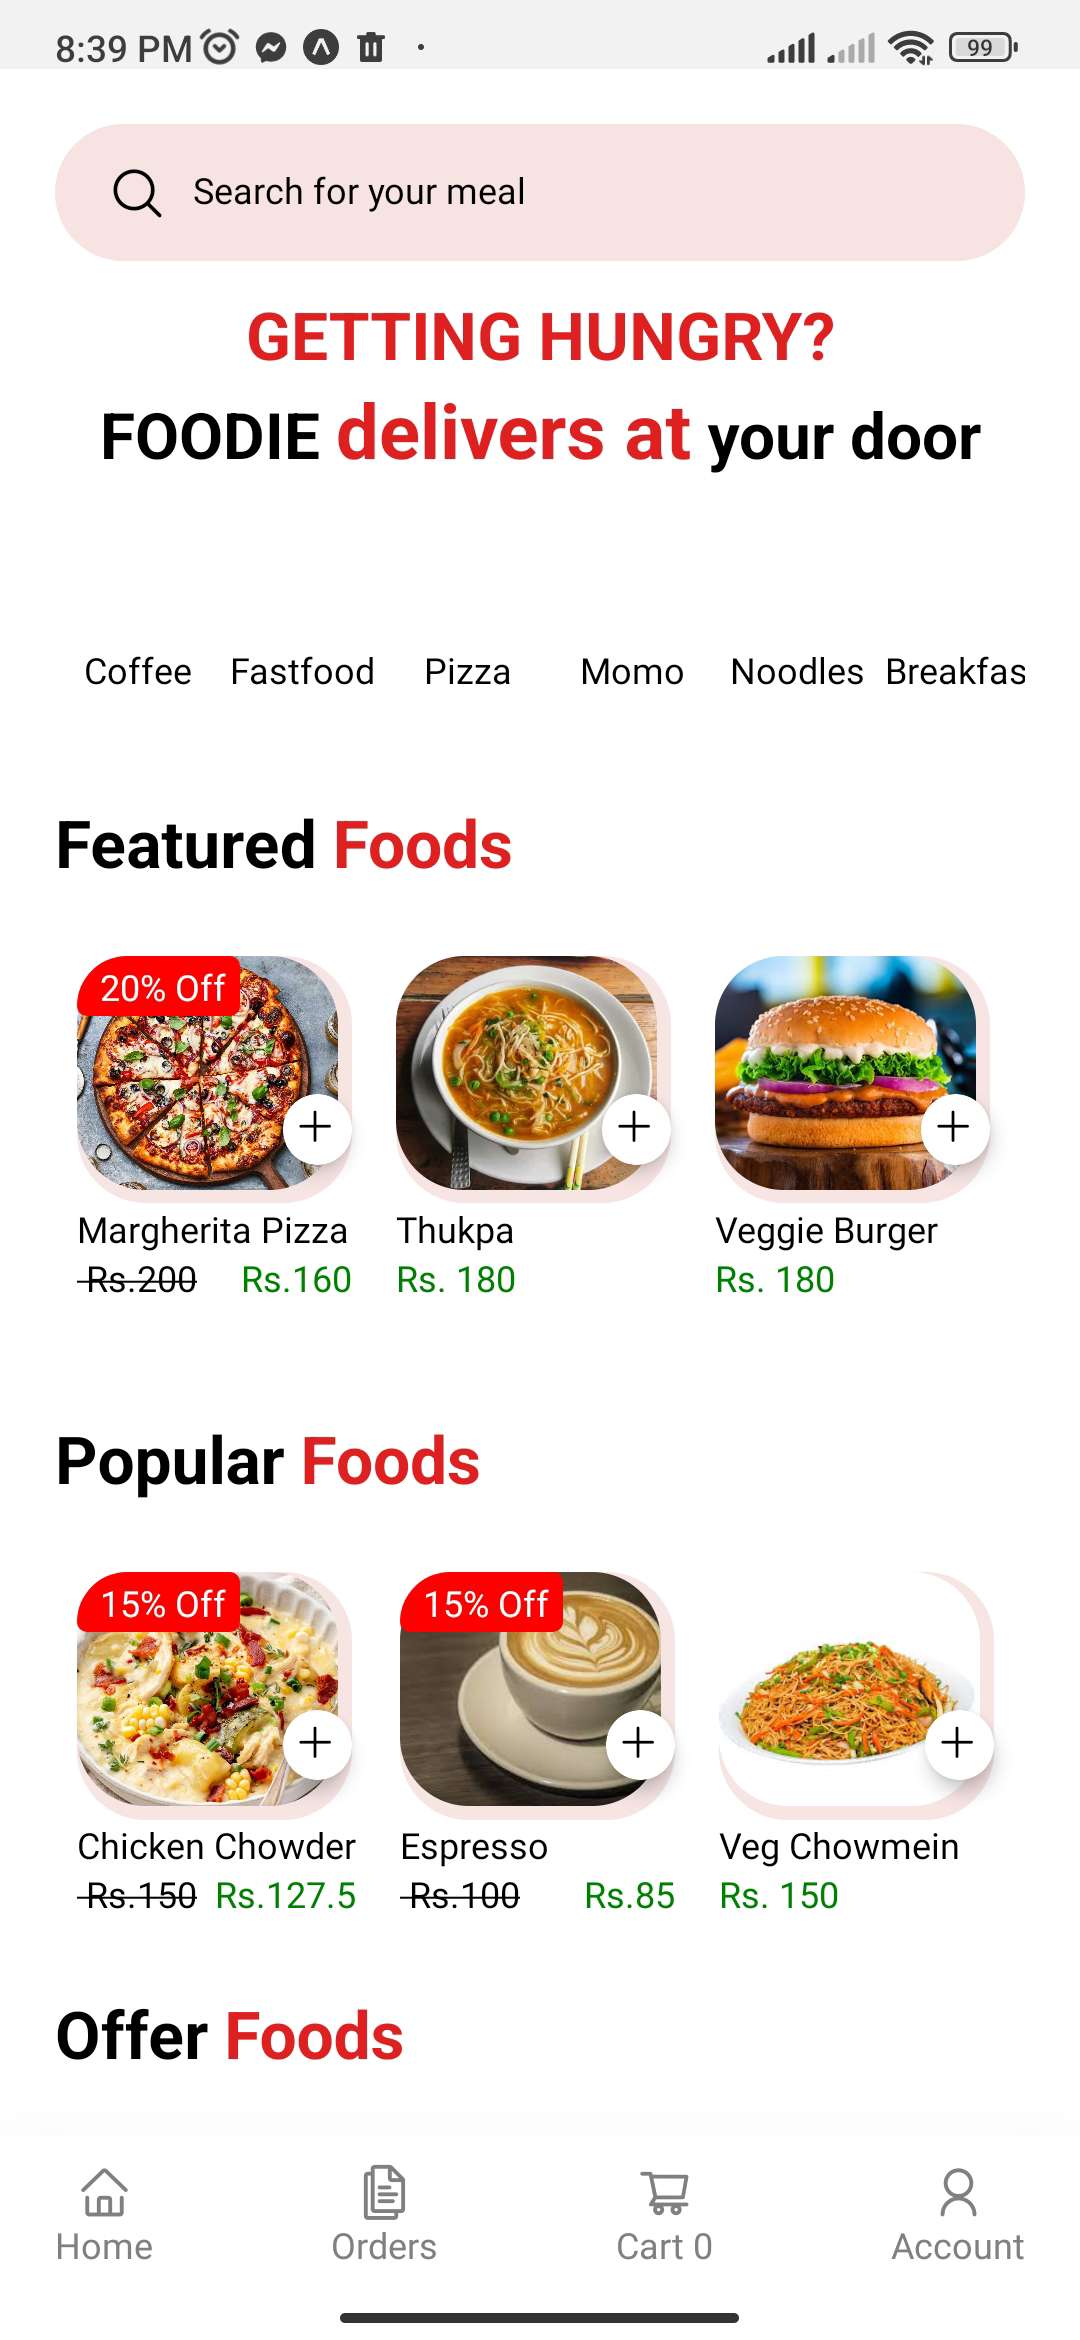 8:39 PM
99
Search for your meal
GETTING HUNGRY?
FOODIE delivers at your door
Coffee Fastfood Pizza Momo Noodles Breakfas
Featured Foods
20% Off
Margherita Pizza Thukpa Veggie Burger
Rs.200 Rs.160 Rs. 180 Rs. 180
Popular Foods
15% Off 15% Off
Chicken Chowder Espresso Veg Chowmein
Rs.150 Rs.127.5 Rs.100 Rs.85 Rs. 150
Offer Foods
Home Orders Cart 0 Account